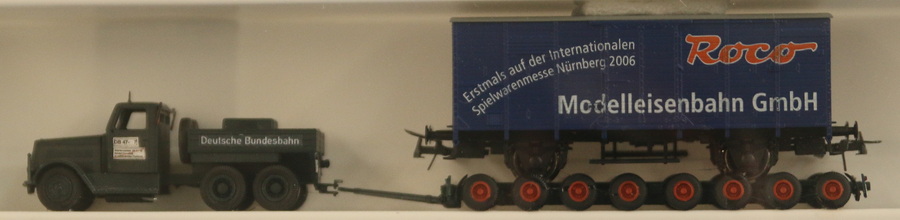 Erstmals auf der Internationalen
Spielwarenmesse Nürnberg 2006
Roco
Modelleisenbahn GmbH
Deutsche Bundesbahn